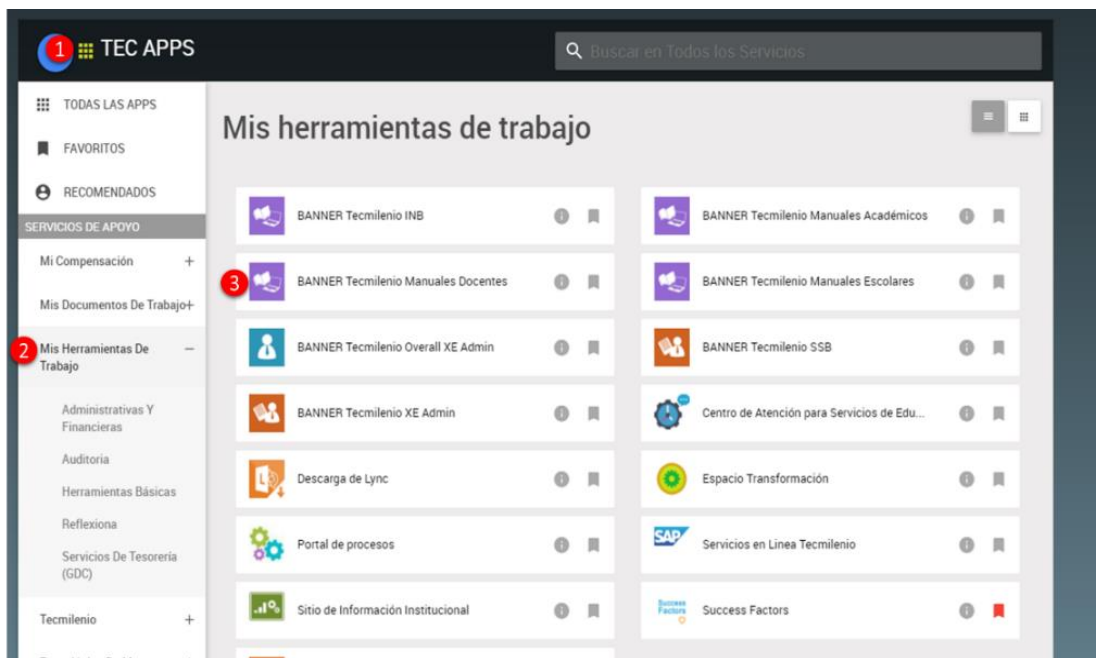 1 TEC APPS
Buscar en Todos los Servicios
TODAS LAS APPS
FAVORITOS
RECOMENDADOS
SERVICIOS DE APOYO
Mi Compensación +
Mis Documentos De Trabajo+
2 Mis Herramientas De –
Trabajo
Administrativas Y
Financieras
Auditoria
Herramientas Básicas
Reflexiona
Servicios De Tesorería
(GDC)
Tecmilenio +
Mis herramientas de trabajo
BANNER Tecmilenio INB
BANNER Tecmilenio Manuales Académicos
3 BANNER Tecmilenio Manuales Docentes
BANNER Tecmilenio Manuales Escolares
BANNER Tecmilenio Overall XE Admin
BANNER Tecmilenio SSB
BANNER Tecmilenio XE Admin
Centro de Atención para Servicios de Edu...
Descarga de Lync
Espacio Transformación
Portal de procesos
SAP Servicios en Linea Tecmilenio
Sitio de Información Institucional
Success
Factors
Success Factors